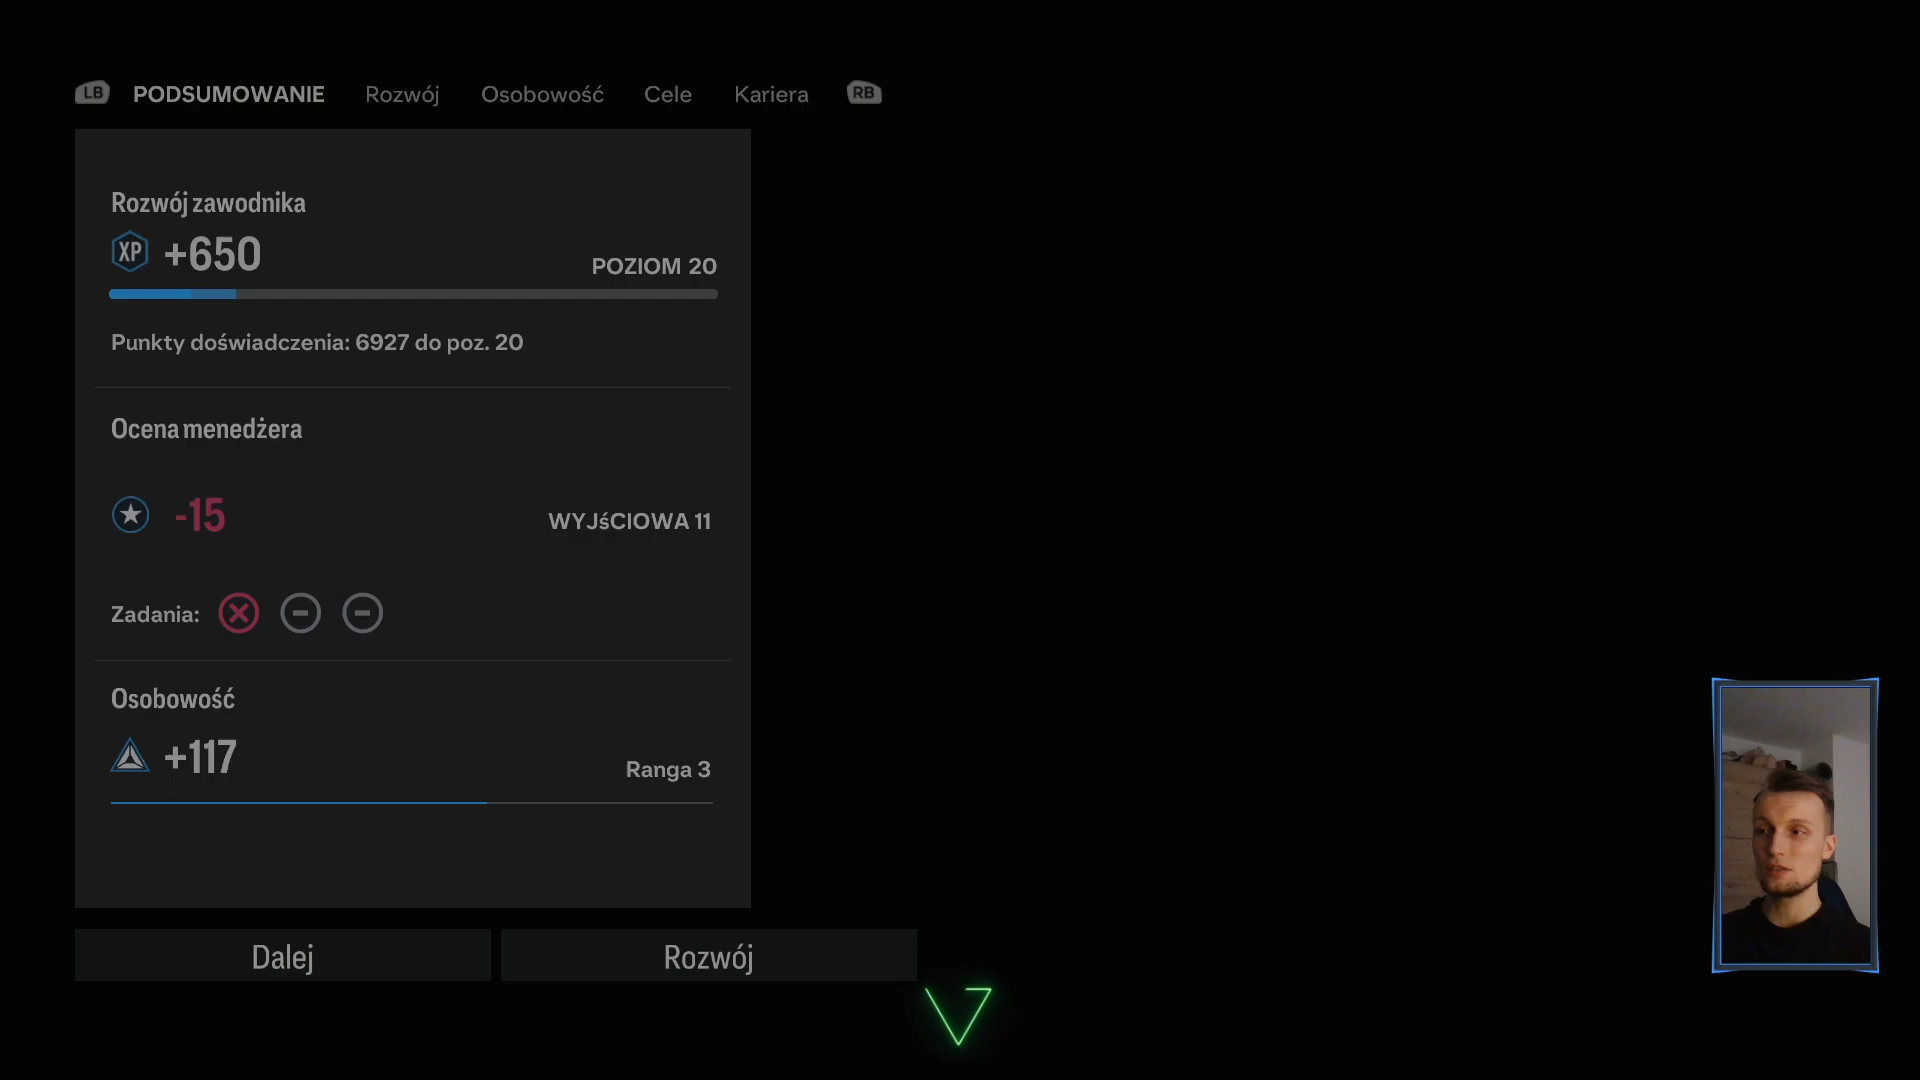 LB PODSUMOWANIE Rozwój Osobowość Cele Kariera RB
Rozwój zawodnika
XP +650
POZIOM 20
Punkty doświadczenia: 6927 do poz. 20
Ocena menedżera
-15
WYJśCIOWA 11
Zadania:
Osobowość
+117
Ranga 3
Dalej Rozwój